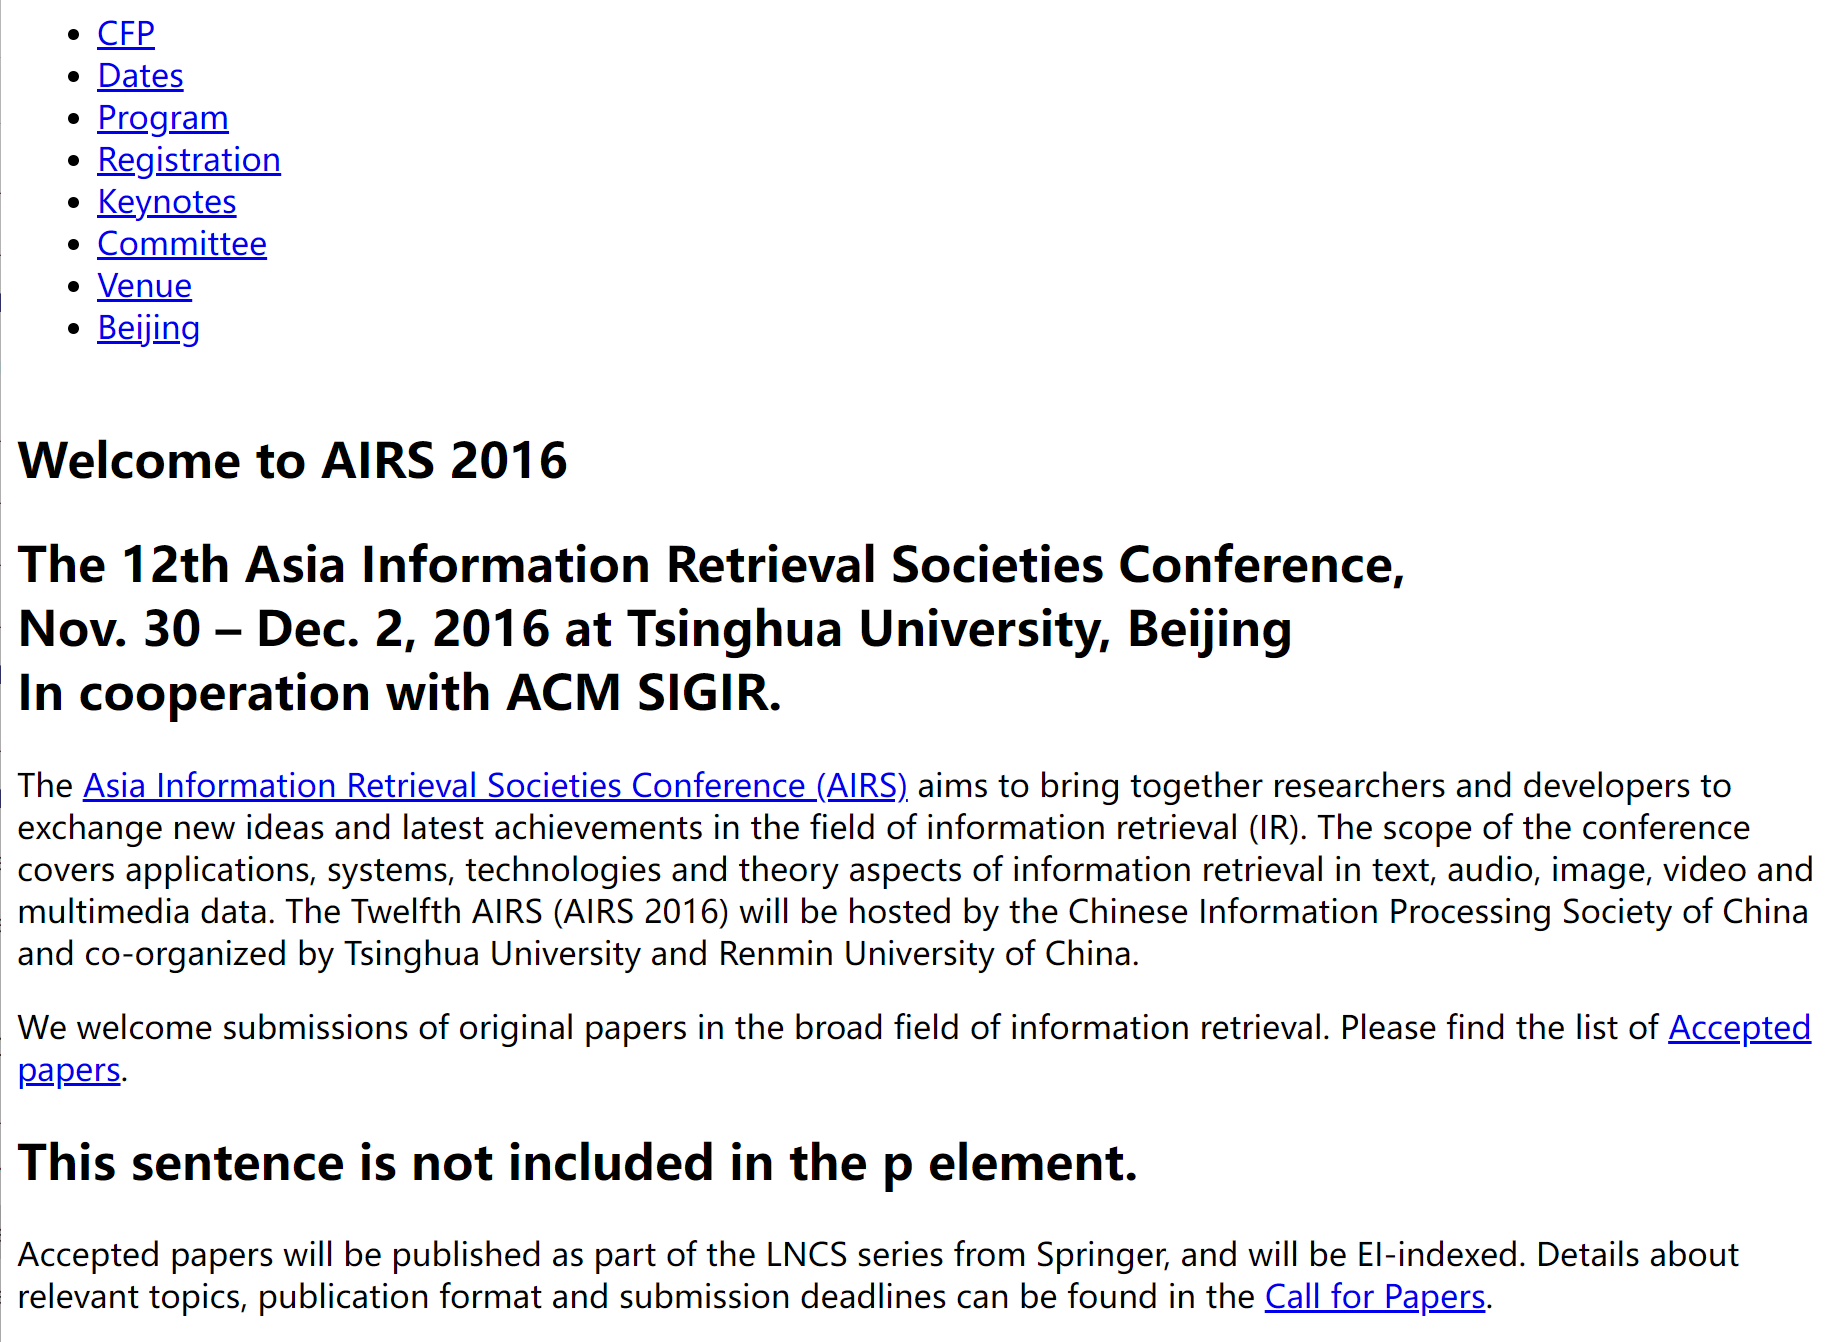 CFP
Dates
Program
Registration
Keynotes
Committee
Venue
Beijing
Welcome to AIRS 2016
The 12th Asia Information Retrieval Societies Conference,
Nov. 30 – Dec. 2, 2016 at Tsinghua University, Beijing
In cooperation with ACM SIGIR.
The Asia Information Retrieval Societies Conference (AIRS) aims to bring together researchers and developers to
exchange new ideas and latest achievements in the field of information retrieval (IR). The scope of the conference
covers applications, systems, technologies and theory aspects of information retrieval in text, audio, image, video and
multimedia data. The Twelfth AIRS (AIRS 2016) will be hosted by the Chinese Information Processing Society of China
and co-organized by Tsinghua University and Renmin University of China.
We welcome submissions of original papers in the broad field of information retrieval. Please find the list of Accepted
papers.
This sentence is not included in the p element.
Accepted papers will be published as part of the LNCS series from Springer, and will be EI-indexed. Details about
relevant topics, publication format and submission deadlines can be found in the Call for Papers.